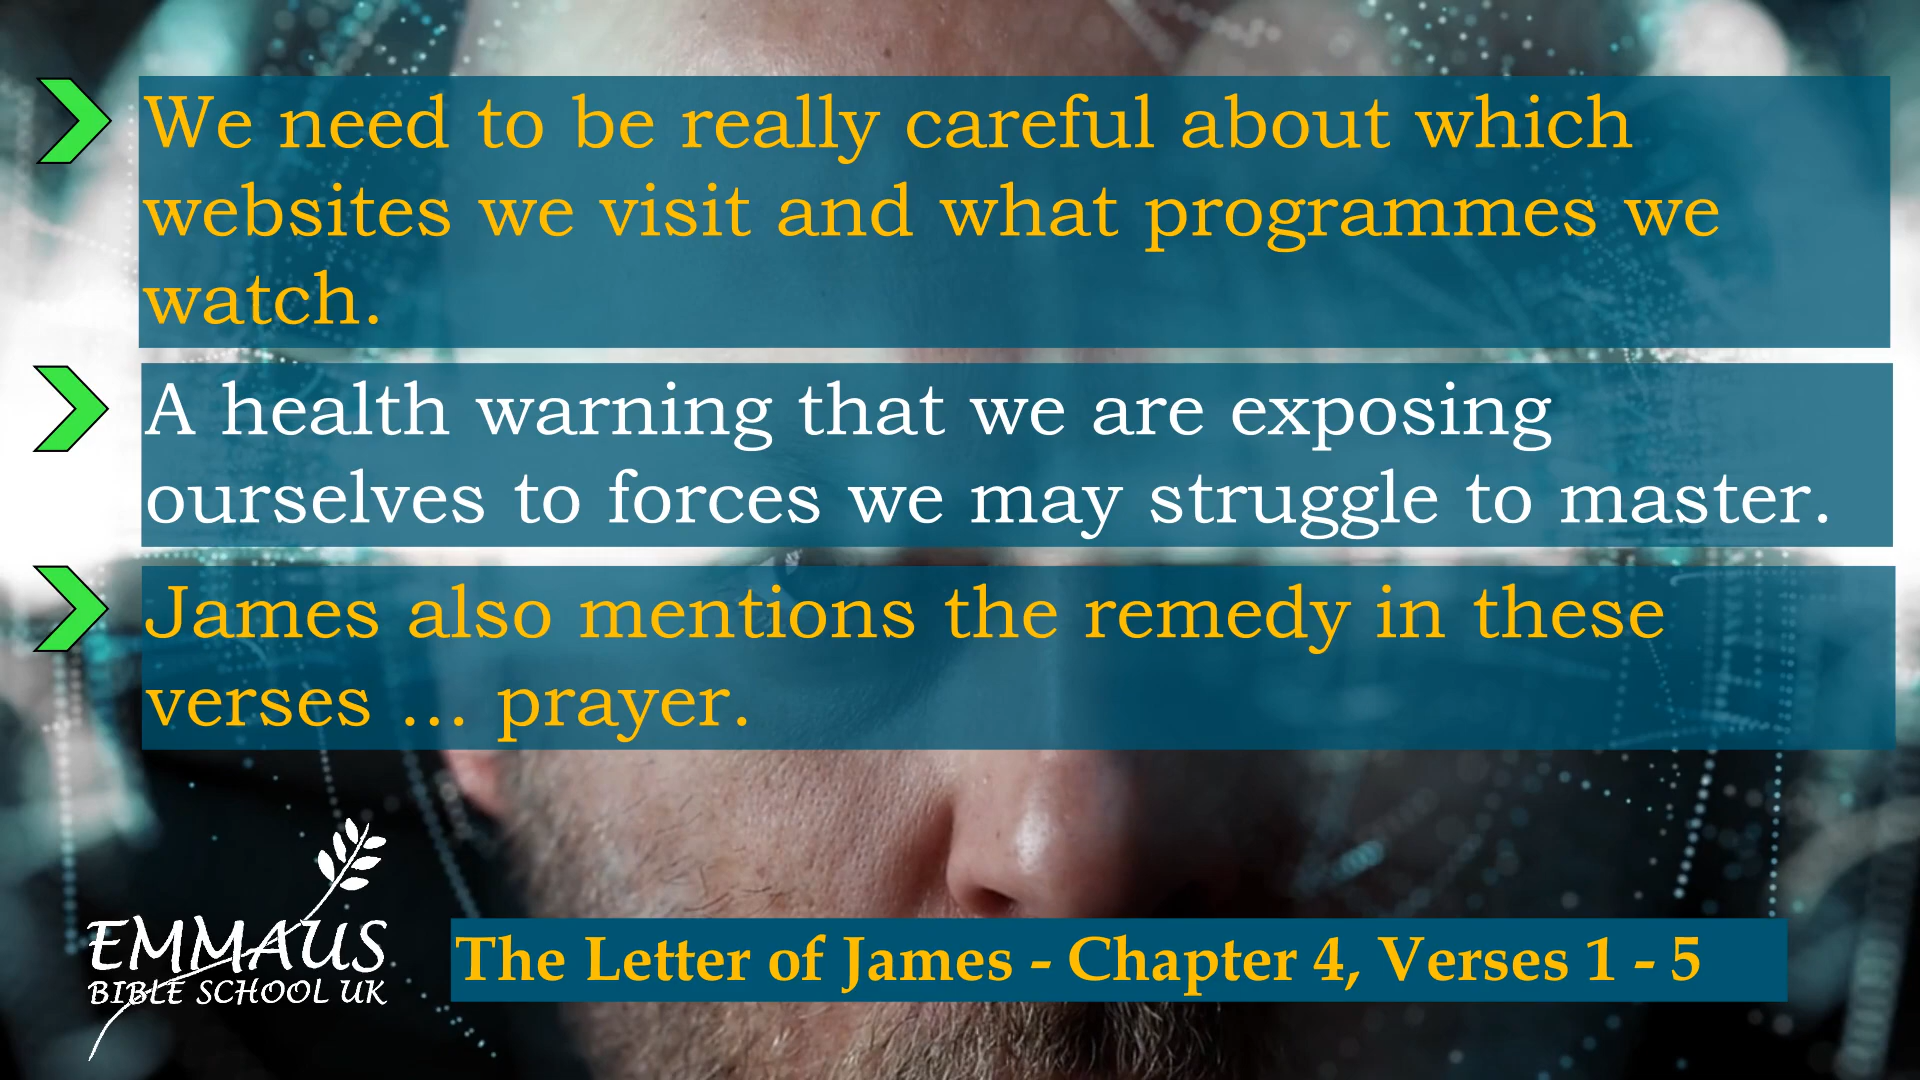 We need to be really careful about which
websites we visit and what programmes we
watch.
A health warning that we are exposing
ourselves to forces we may struggle to master.
James also mentions the remedy in these
verses … prayer.
EMMAUS
BIBLE SCHOOL UK
The Letter of James - Chapter 4, Verses 1 - 5